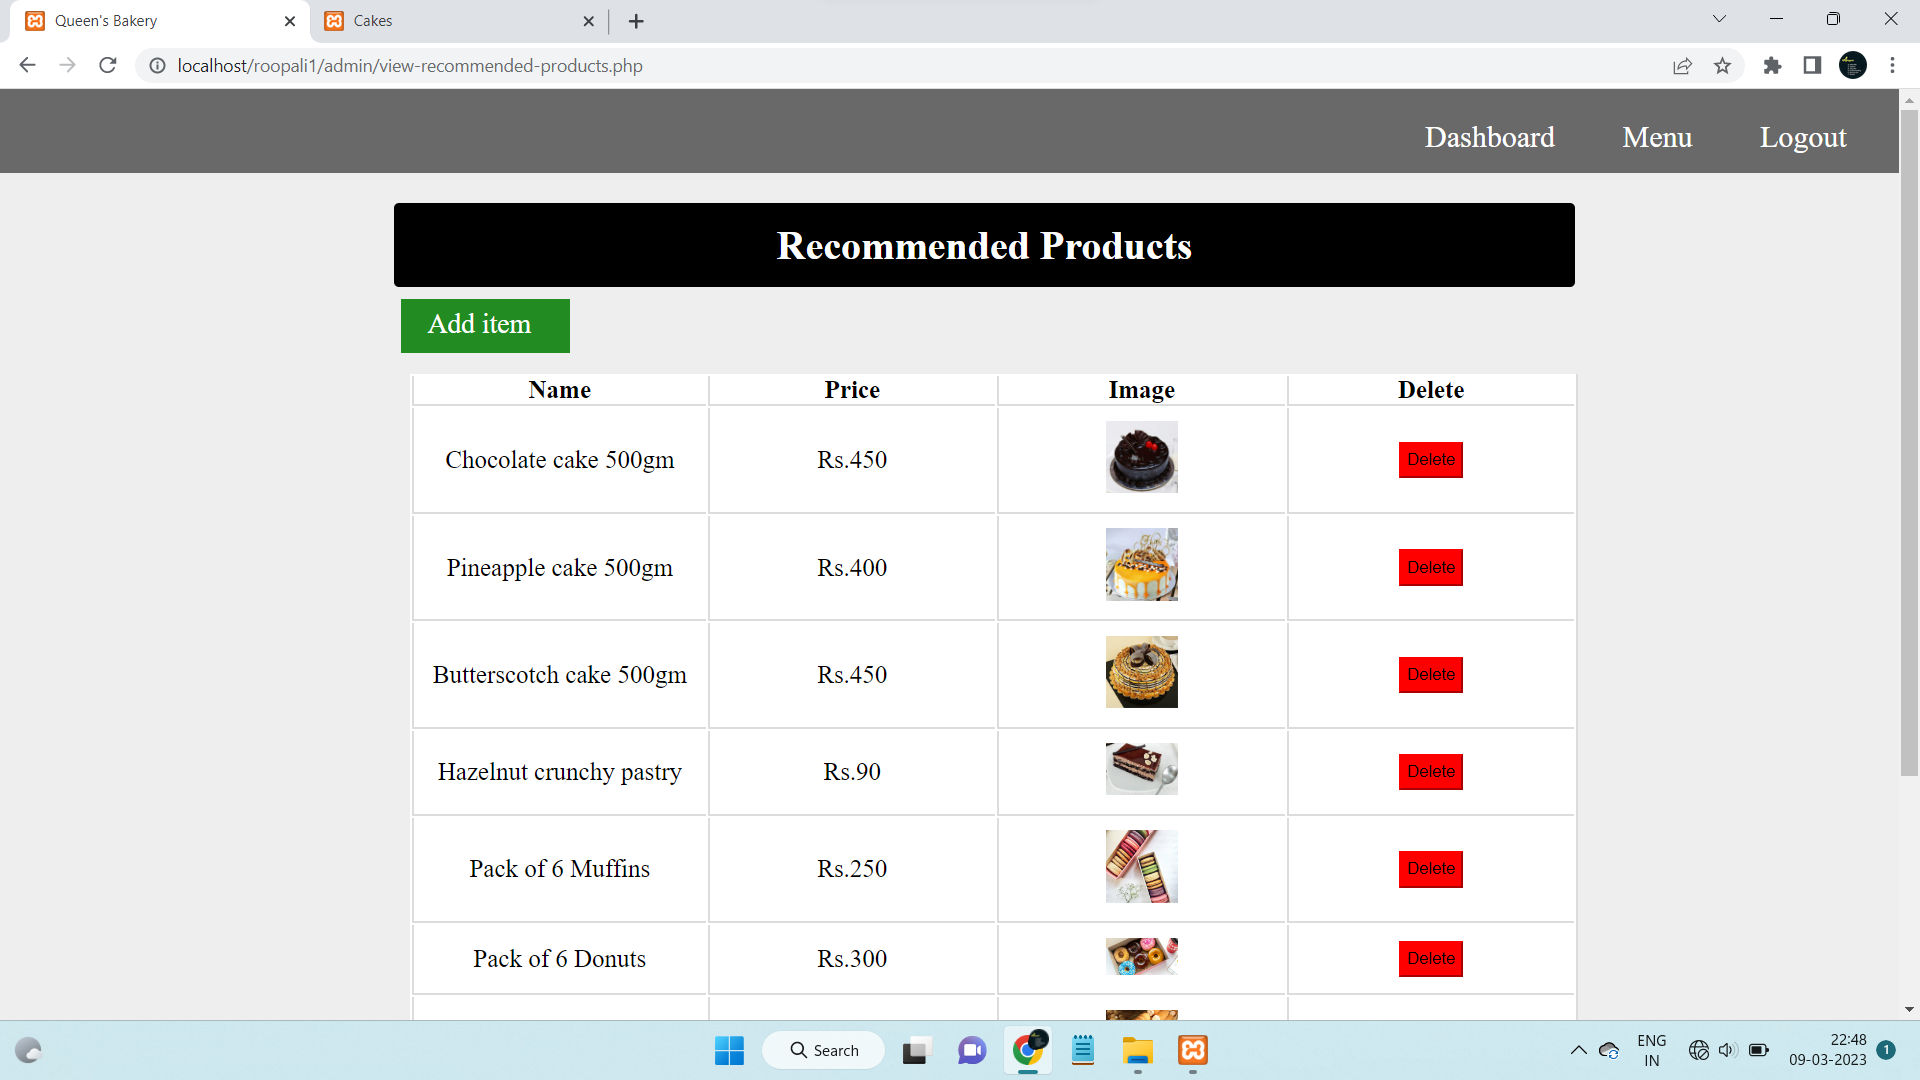 Queen's Bakery
Cakes
localhost/roopali1/admin/view-recommended-products.php
Dashboard Menu Logout
Recommended Products
Add item
Name Price Image Delete
Chocolate cake 500gm Rs.450 Delete
Pineapple cake 500gm Rs.400 Delete
Butterscotch cake 500gm Rs.450 Delete
Hazelnut crunchy pastry Rs.90 Delete
Pack of 6 Muffins Rs.250 Delete
Pack of 6 Donuts Rs.300 Delete
Search
ENG
IN
22:48
09-03-2023
1